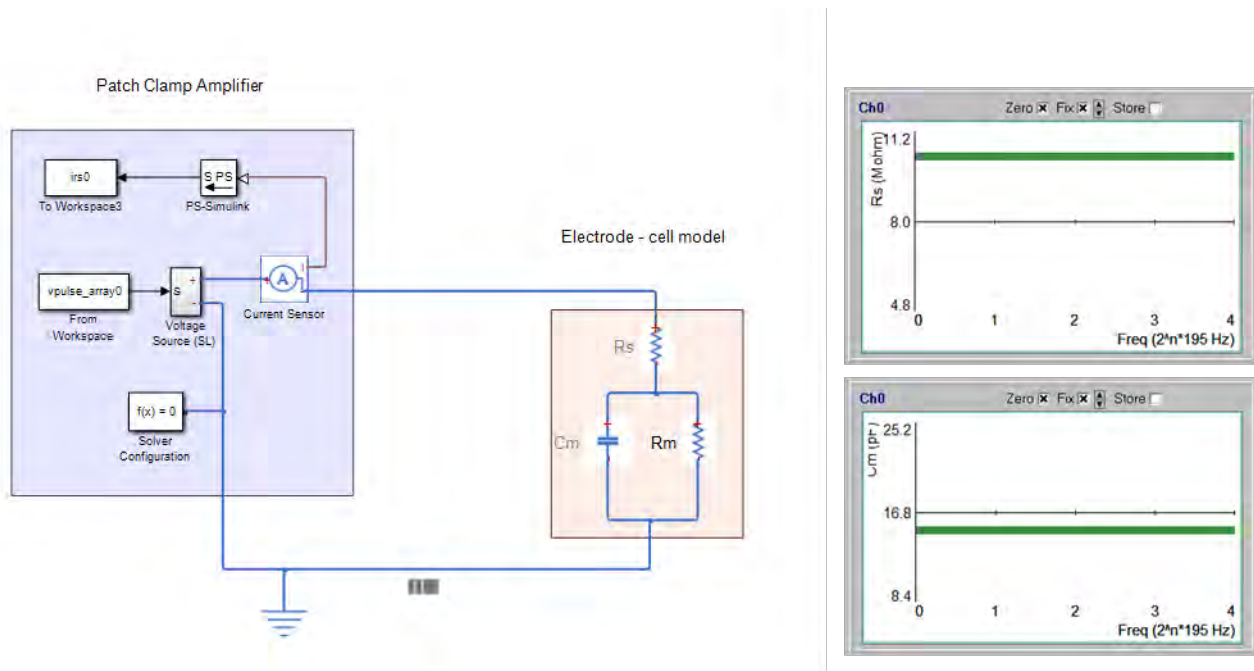 Patch Clamp Amplifier
irs0
To Workspace3
S PS
PS-Simulink
vpulse_array0
From
Workspace
S
+
-
Voltage
Source (SL)
A
I
+
Current Sensor
f(x) = 0
Solver
Configuration
Electrode - cell model
Rs
+
Cm
+
Rm
+
Ch0
Zero Fix Store
Rs (Mohm)
11.2
8.0
4.8
0 1 2 3 4
Freq (2^n*195 Hz)
Ch0
Zero Fix Store
Cm (pF)
25.2
16.8
8.4
0 1 2 3 4
Freq (2^n*195 Hz)